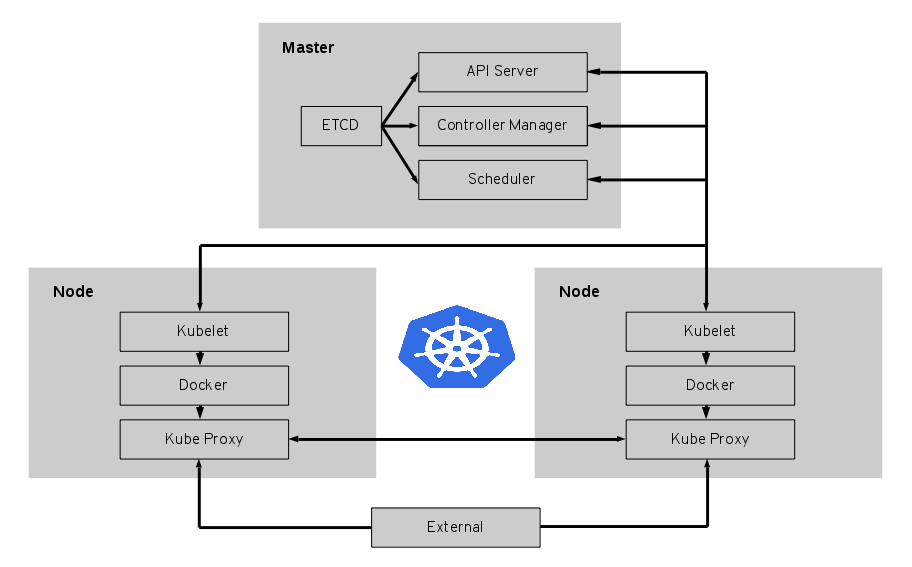 Master
API Server
ETCD
Controller Manager
Scheduler
Node
Kubelet
Docker
Kube Proxy
Node
Kubelet
Docker
Kube Proxy
External